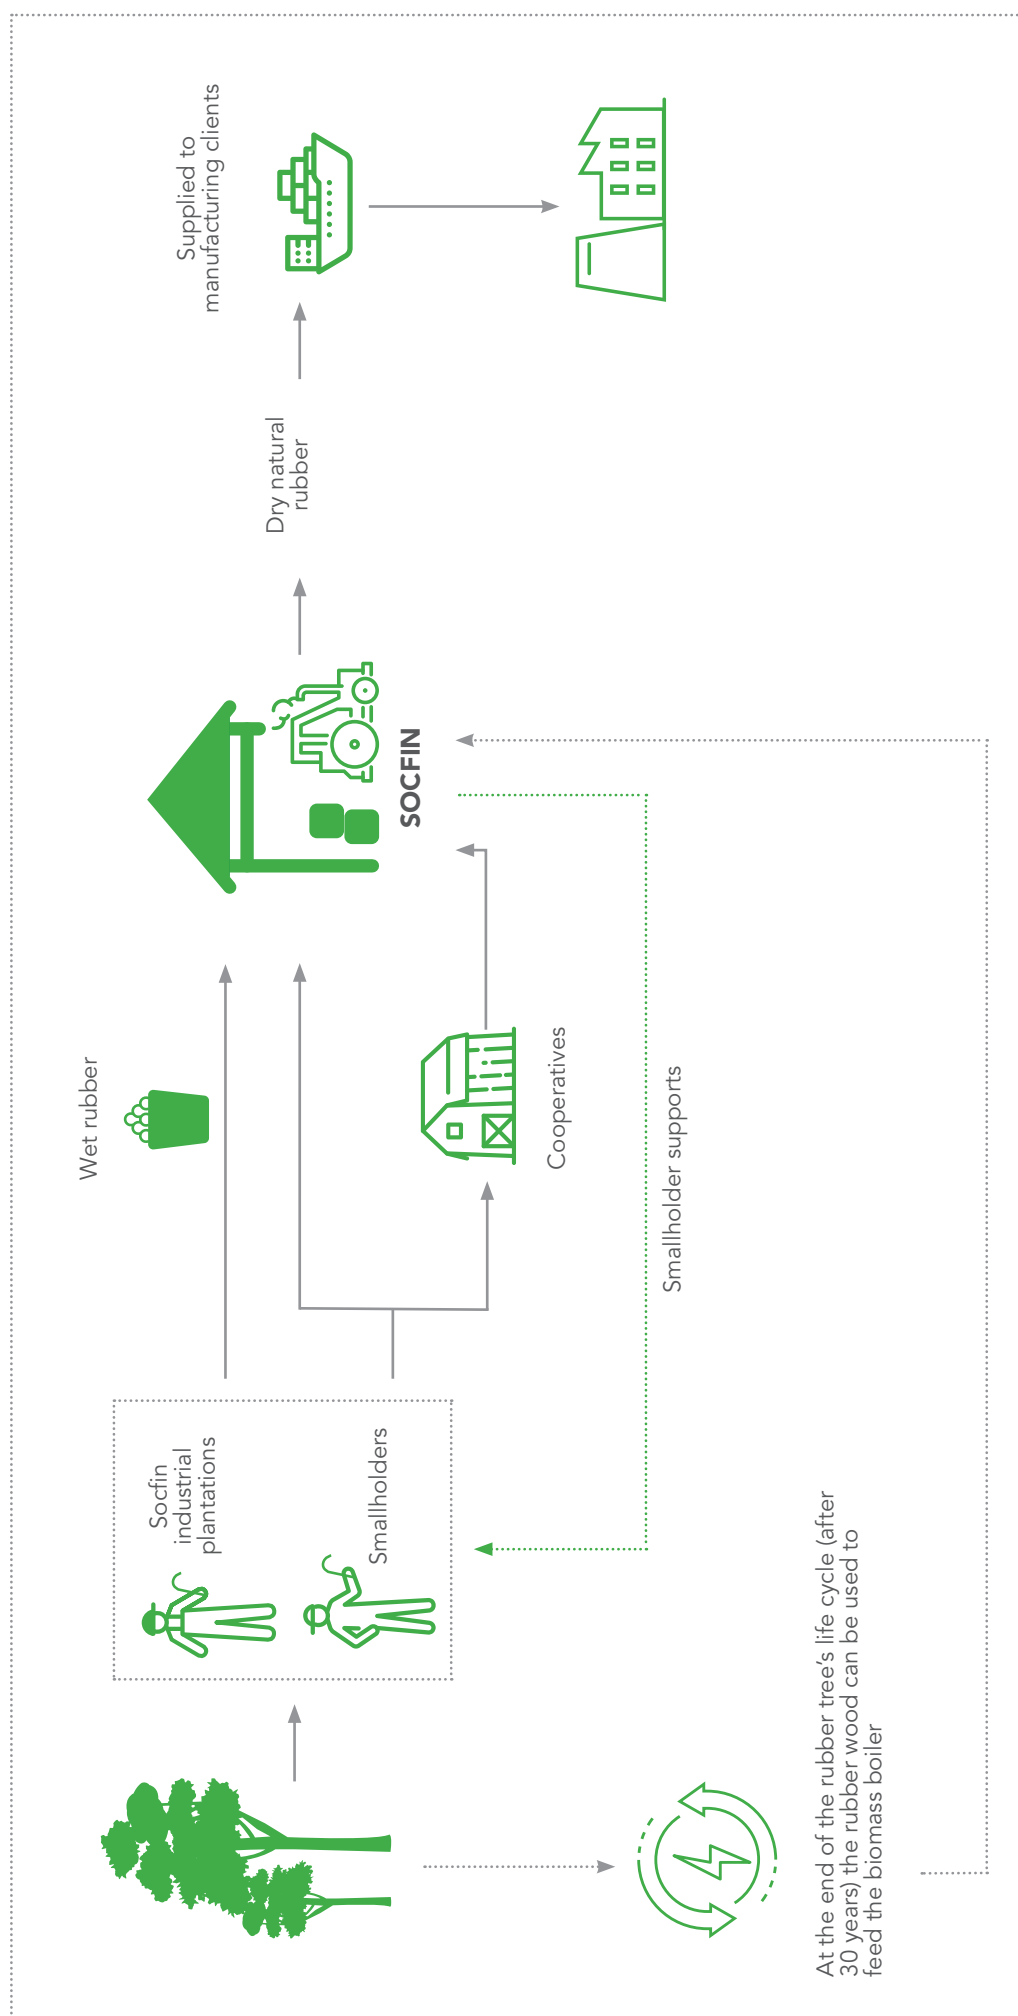 Socfin
industrial
plantations
Smallholders
Wet rubber
Cooperatives
Smallholder supports
SOCFIN
Dry natural
rubber
Supplied to
manufacturing clients
At the end of the rubber tree’s life cycle (after
30 years) the rubber wood can be used to
feed the biomass boiler